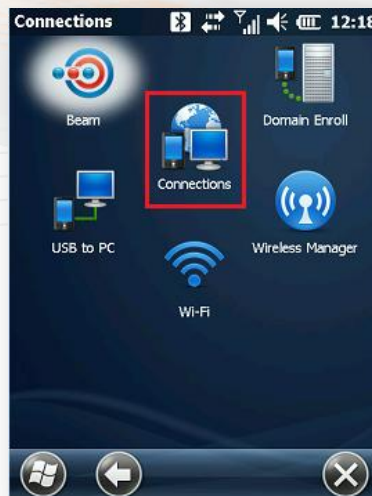 Connections 12:18
Beam
Domain Enroll
Connections
USB to PC
Wireless Manager
Wi-Fi